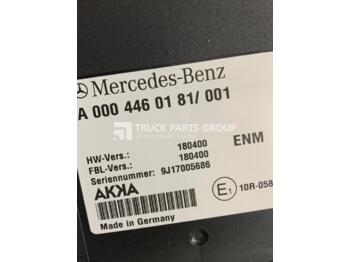 Mercedes-Benz
A 000 446 01 81/ 001
TRUCK PARTS GROUP
HW-Vers.: 180400
ENM
FBL-Vers.: 180400
Seriennummer: 9J17005686
AKKA
E1 10R-058
Made in Germany